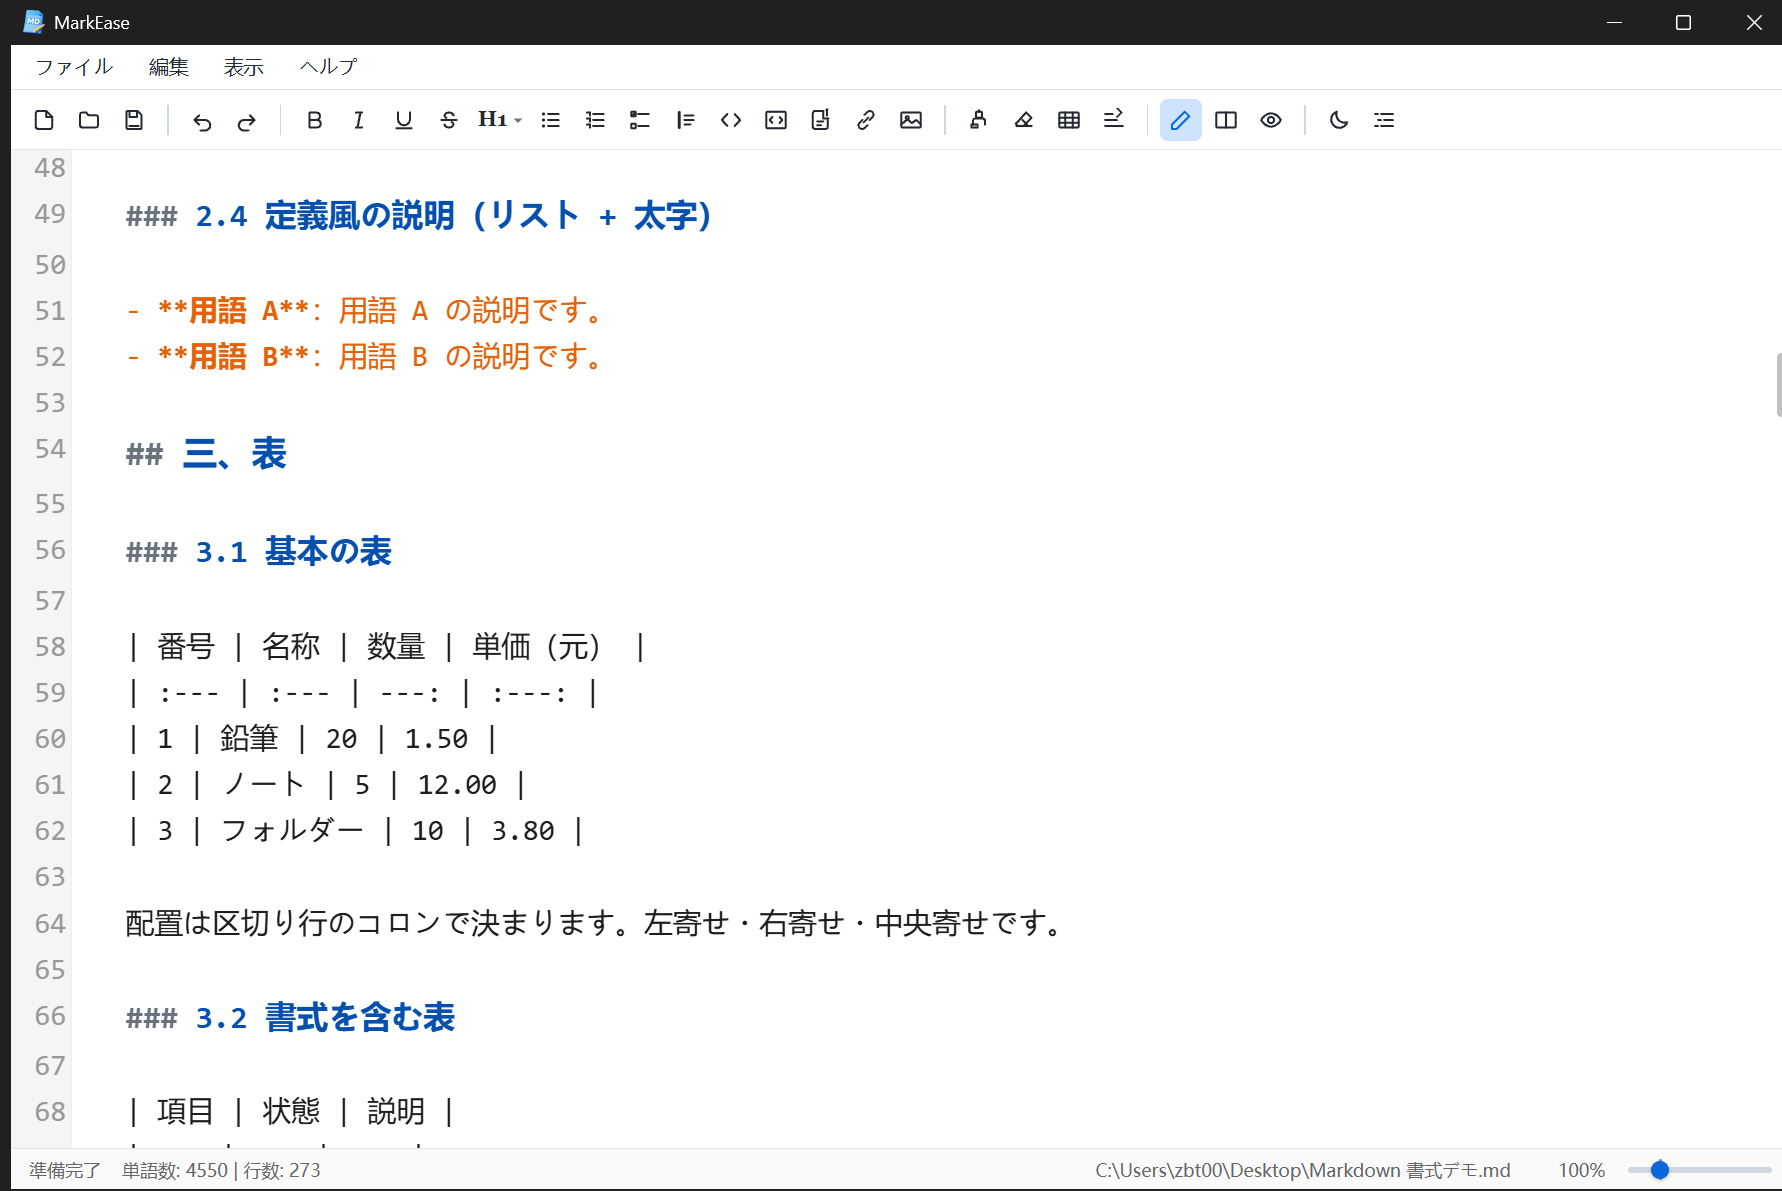 MarkEase
ファイル 編集 表示 ヘルプ
B I U S H1
48
49 ### 2.4 定義風の説明（リスト + 太字）
50
51 - **用語 A**: 用語 A の説明です。
52 - **用語 B**: 用語 B の説明です。
53
54 ## 三、表
55
56 ### 3.1 基本の表
57
58 | 番号 | 名称 | 数量 | 単価（元） |
59 | :--- | :--- | ---: | :---: |
60 | 1 | 鉛筆 | 20 | 1.50 |
61 | 2 | ノート | 5 | 12.00 |
62 | 3 | フォルダー | 10 | 3.80 |
63
64 配置は区切り行のコロンで決まります。左寄せ・右寄せ・中央寄せです。
65
66 ### 3.2 書式を含む表
67
68 | 項目 | 状態 | 説明 |
準備完了 単語数: 4550 | 行数: 273 C:\Users\zbt00\Desktop\Markdown 書式デモ.md 100%